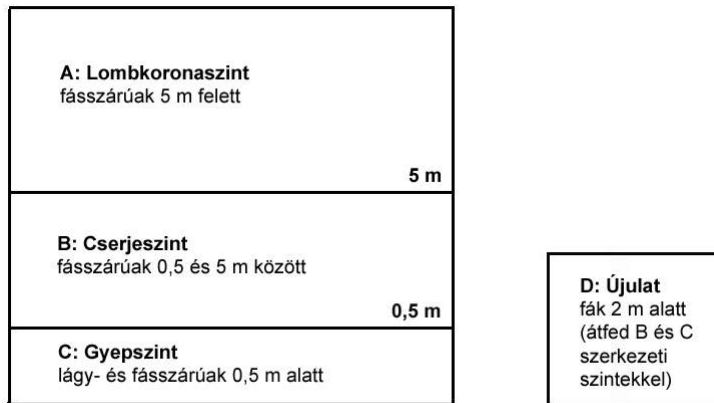 A: Lombkoronaszint
fásszárúak 5 m felett
5 m
B: Cserjeszint
fásszárúak 0,5 és 5 m között
0,5 m
C: Gyepszint
lágy- és fásszárúak 0,5 m alatt
D: Újulat
fák 2 m alatt
(átfed B és C
szerkezeti
szintekkel)